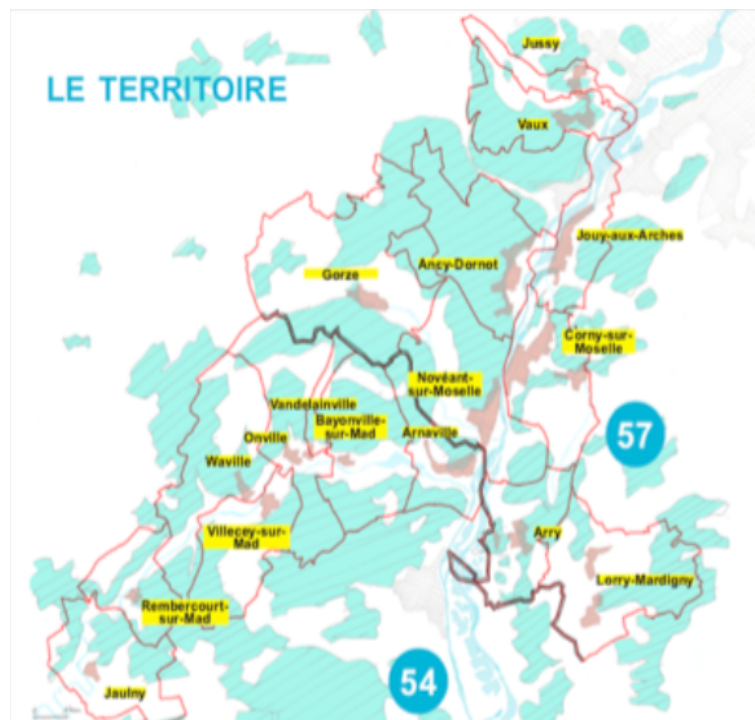 Jussy
LE TERRITOIRE
Vaux
Jouy-aux-Arches
Ancy-Dornot
Gorze
Corny-sur-
Moselle
Novéant-
sur-Moselle
Vandelainville
Bayonville-
sur-Mad
Arnaville
57
Onville
Waville
Villecey-sur-
Mad
Arry
Lorry-Mardigny
Rembercourt-
sur-Mad
54
Jaulny